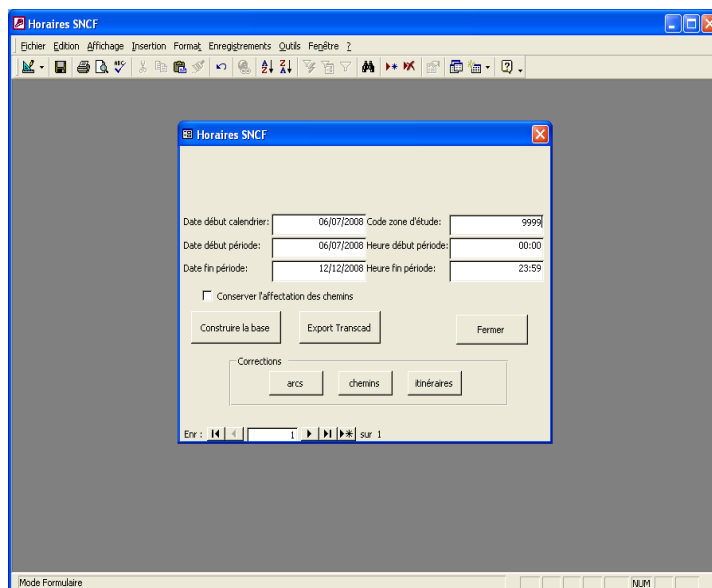 Horaires SNCF
Fichier Edition Affichage Insertion Format Enregistrements Outils Fenêtre ?
Horaires SNCF
Date début calendrier: 06/07/2008 Code zone d'étude: 9999
Date début période: 06/07/2008 Heure début période: 00:00
Date fin période: 12/12/2008 Heure fin période: 23:59
Conserver l'affectation des chemins
Construire la base Export Transcad Fermer
Corrections
arcs chemins itinéraires
Enr : 1 sur 1
Mode Formulaire NUM